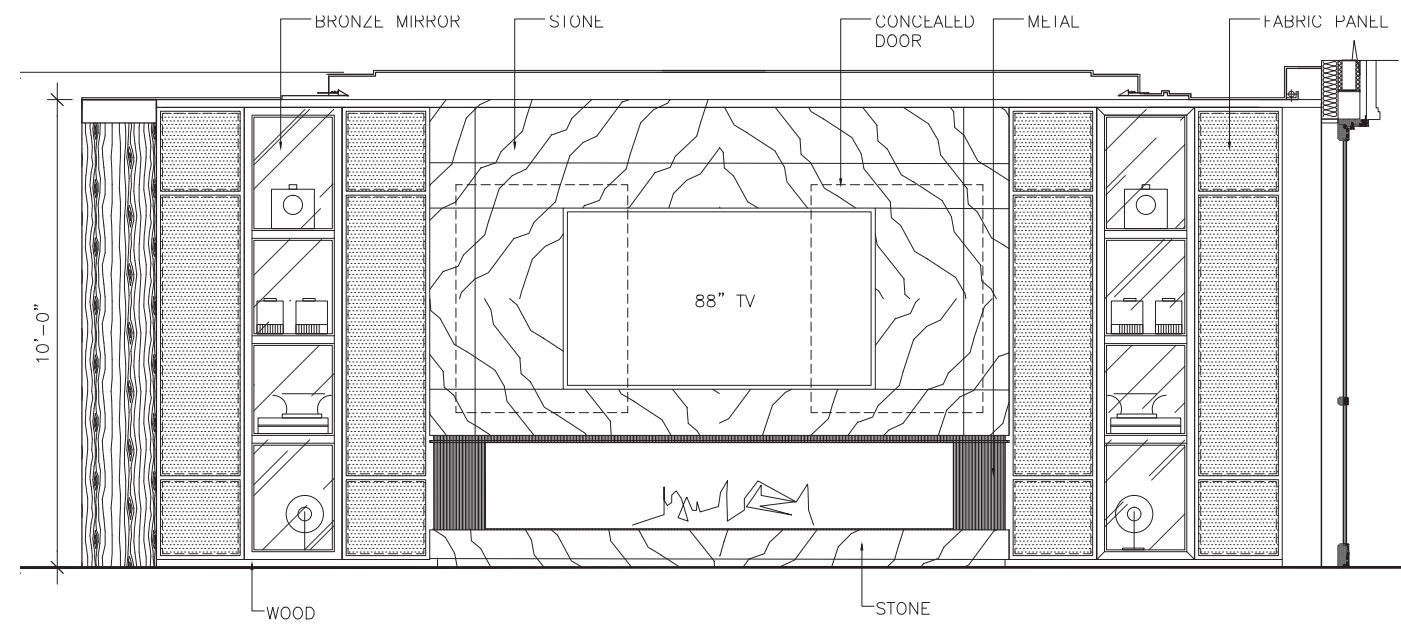 BRONZE MIRROR
STONE
CONCEALED
DOOR
METAL
FABRIC PANEL
10'-0"
88" TV
WOOD
STONE